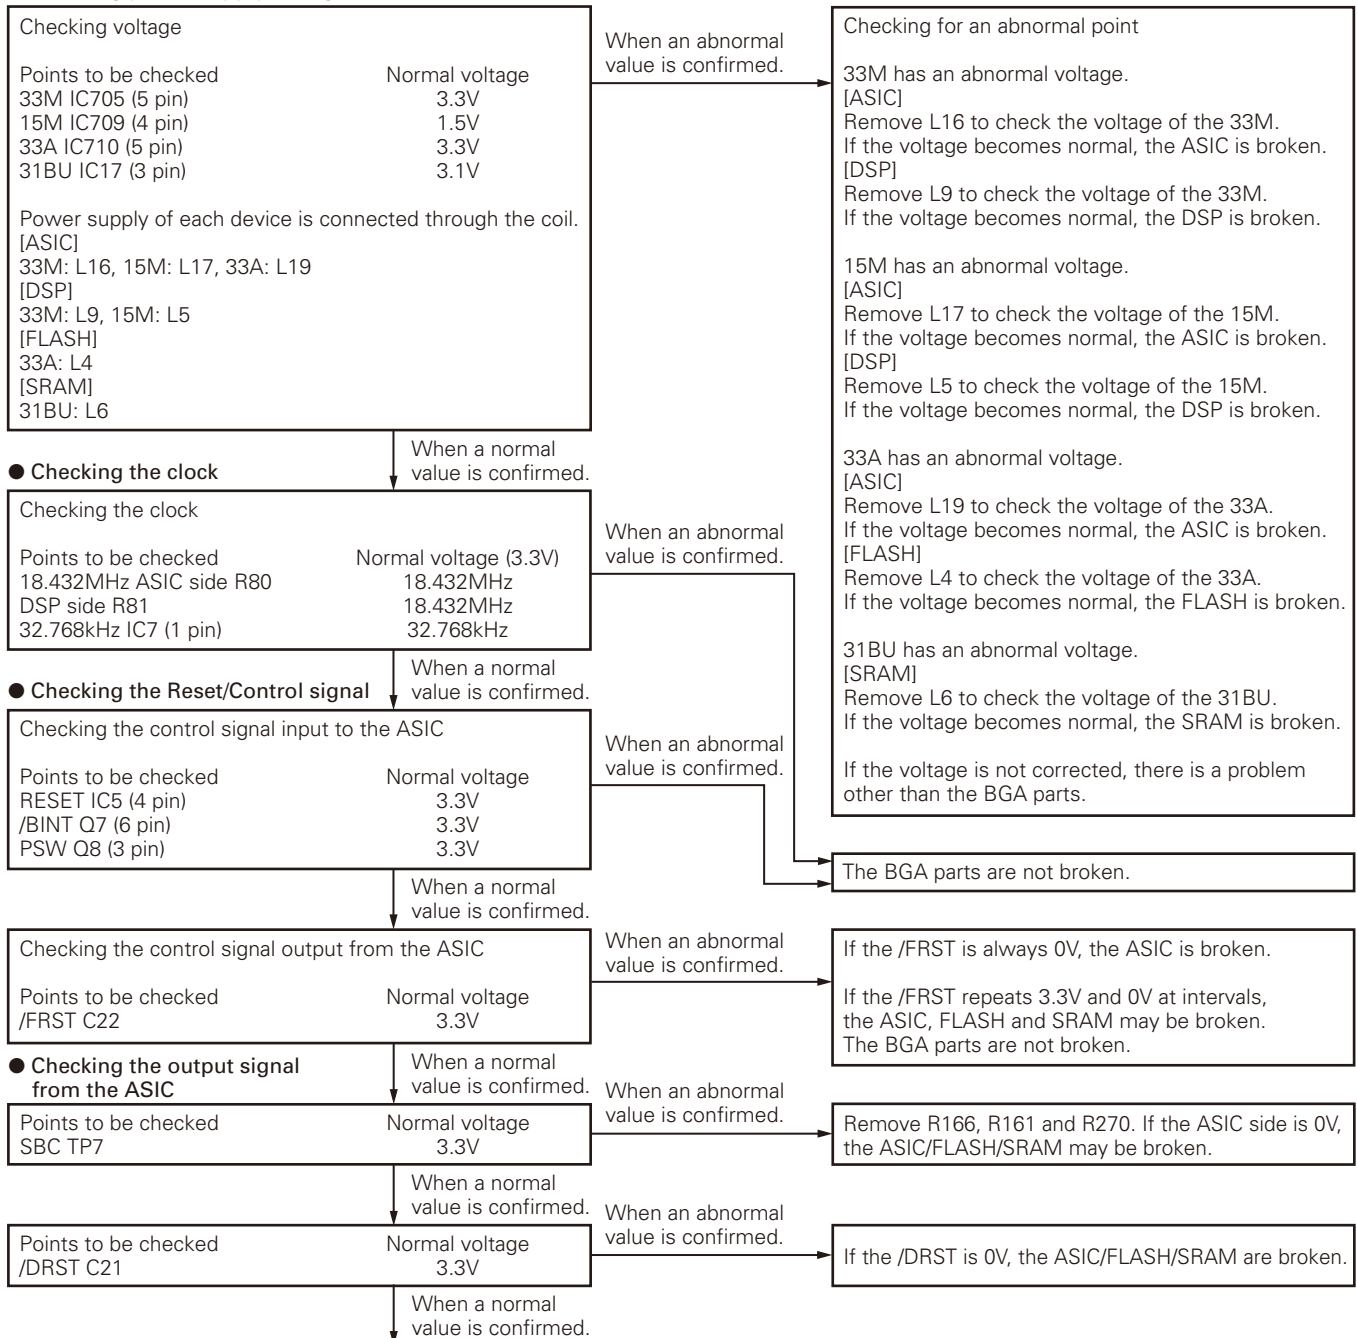 Checking voltage
Points to be checked Normal voltage
33M IC705 (5 pin) 3.3V
15M IC709 (4 pin) 1.5V
33A IC710 (5 pin) 3.3V
31BU IC17 (3 pin) 3.1V
Power supply of each device is connected through the coil.
[ASIC]
33M: L16, 15M: L17, 33A: L19
[DSP]
33M: L9, 15M: L5
[FLASH]
33A: L4
[SRAM]
31BU: L6
When an abnormal
value is confirmed.
Checking for an abnormal point
33M has an abnormal voltage.
[ASIC]
Remove L16 to check the voltage of the 33M.
If the voltage becomes normal, the ASIC is broken.
[DSP]
Remove L9 to check the voltage of the 33M.
If the voltage becomes normal, the DSP is broken.
15M has an abnormal voltage.
[ASIC]
Remove L17 to check the voltage of the 15M.
If the voltage becomes normal, the ASIC is broken.
[DSP]
Remove L5 to check the voltage of the 15M.
If the voltage becomes normal, the DSP is broken.
33A has an abnormal voltage.
[ASIC]
Remove L19 to check the voltage of the 33A.
If the voltage becomes normal, the ASIC is broken.
[FLASH]
Remove L4 to check the voltage of the 33A.
If the voltage becomes normal, the FLASH is broken.
31BU has an abnormal voltage.
[SRAM]
Remove L6 to check the voltage of the 31BU.
If the voltage becomes normal, the SRAM is broken.
If the voltage is not corrected, there is a problem
other than the BGA parts.
When a normal
value is confirmed.
● Checking the clock
Checking the clock
Points to be checked Normal voltage (3.3V)
18.432MHz ASIC side R80 18.432MHz
DSP side R81 18.432MHz
32.768kHz IC7 (1 pin) 32.768kHz
When an abnormal
value is confirmed.
When a normal
value is confirmed.
● Checking the Reset/Control signal
Checking the control signal input to the ASIC
Points to be checked Normal voltage
RESET IC5 (4 pin) 3.3V
/BINT Q7 (6 pin) 3.3V
PSW Q8 (3 pin) 3.3V
When an abnormal
value is confirmed.
The BGA parts are not broken.
When a normal
value is confirmed.
Checking the control signal output from the ASIC
Points to be checked Normal voltage
/FRST C22 3.3V
When an abnormal
value is confirmed.
If the /FRST is always 0V, the ASIC is broken.
If the /FRST repeats 3.3V and 0V at intervals,
the ASIC, FLASH and SRAM may be broken.
The BGA parts are not broken.
When a normal
value is confirmed.
● Checking the output signal
from the ASIC
Points to be checked Normal voltage
SBC TP7 3.3V
When an abnormal
value is confirmed.
Remove R166, R161 and R270. If the ASIC side is 0V,
the ASIC/FLASH/SRAM may be broken.
When a normal
value is confirmed.
Points to be checked Normal voltage
/DRST C21 3.3V
When an abnormal
value is confirmed.
If the /DRST is 0V, the ASIC/FLASH/SRAM are broken.
When a normal
value is confirmed.